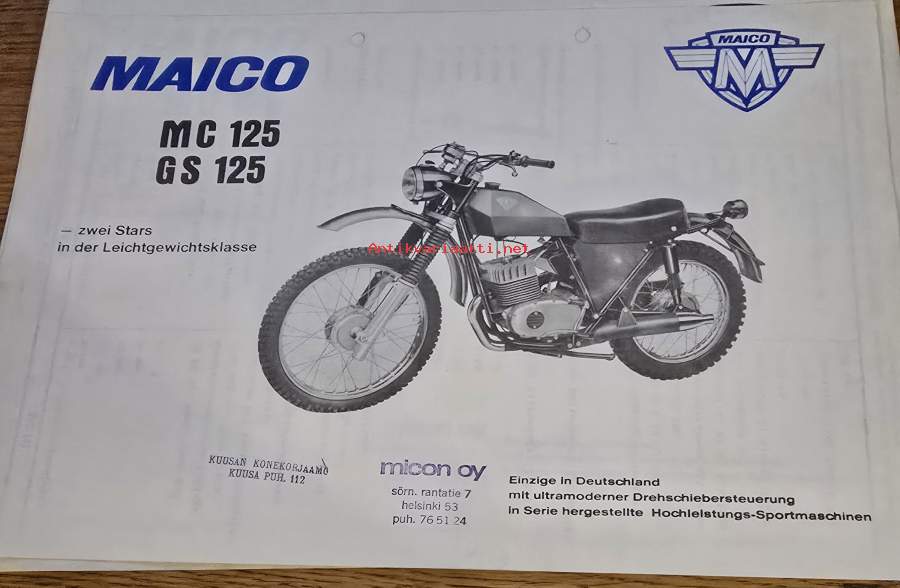 MAICO
MAICO
M
MC 125
GS 125
– zwei Stars
in der Leichtgewichtsklasse
Antikvariaatti.net
KUUSAN KONEKORJAAMO
KUUSA PUH. 112
micon oy
sörn. rantatie 7
helsinki 53
puh. 76 51 24
Einzige in Deutschland
mit ultramoderner Drehschiebersteuerung
in Serie hergestellte Hochleistungs-Sportmaschinen